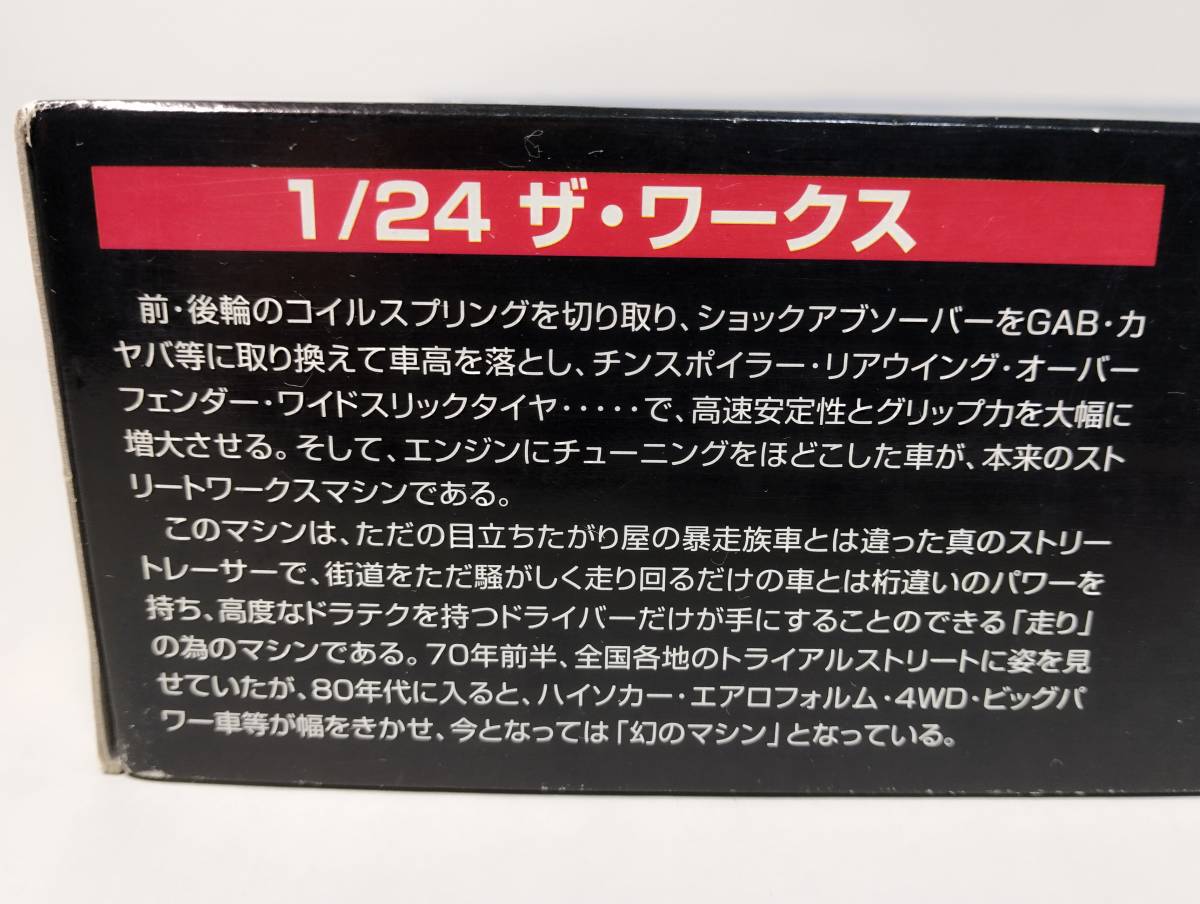 1/24 ザ・ワークス
前・後輪のコイルスプリングを切り取り、ショックアブソーバーをGAB・カ
ヤバ等に取り換えて車高を落とし、チンスポイラー・リアウイング・オーバー
フェンダー・ワイドスリックタイヤ・・・・・で、高速安定性とグリップ力を大幅に
増大させる。そして、エンジンにチューニングをほどこした車が、本来のスト
リートワークスマシンである。
このマシンは、ただの目立ちたがり屋の暴走族車とは違った真のストリー
トレーサーで、街道をただ騒がしく走り回るだけの車とは桁違いのパワーを
持ち、高度なドラテクを持つドライバーだけが手にすることのできる「走り」
の為のマシンである。70年前半、全国各地のトライアルストリートに姿を見
せていたが、80年代に入ると、ハイソカー・エアロフォルム・4WD・ビッグパ
ワー車等が幅をきかせ、今となっては「幻のマシン」となっている。